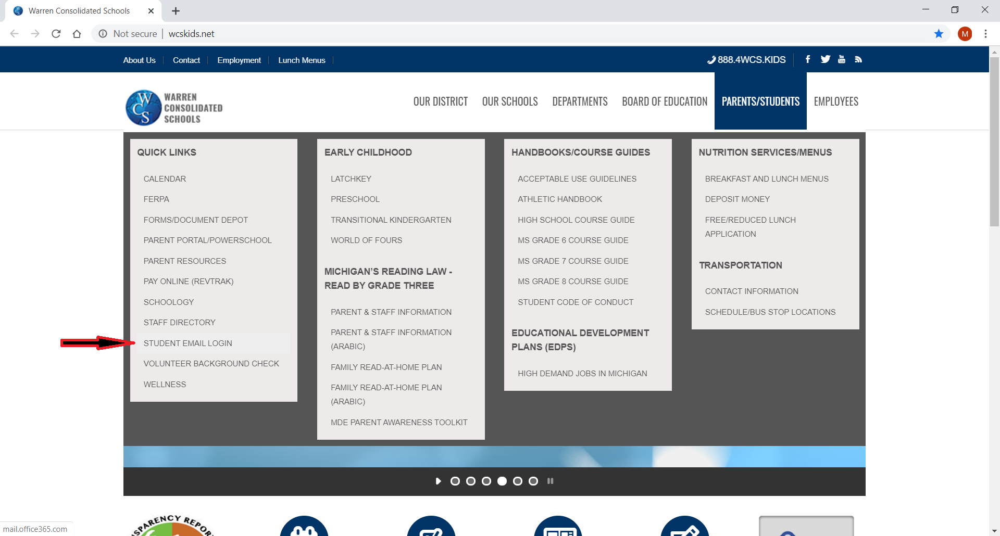 Warren Consolidated Schools
Not secure | wcskids.net
M
About Us
Contact
Employment
Lunch Menus
888.4WCS.KIDS
You
Tube
WCS
WARREN
CONSOLIDATED
SCHOOLS
OUR DISTRICT
OUR SCHOOLS
DEPARTMENTS
BOARD OF EDUCATION
PARENTS/STUDENTS
EMPLOYEES
QUICK LINKS
CALENDAR
FERPA
FORMS/DOCUMENT DEPOT
PARENT PORTAL/POWERSCHOOL
PARENT RESOURCES
PAY ONLINE (REVTRAK)
SCHOOLOGY
STAFF DIRECTORY
STUDENT EMAIL LOGIN
VOLUNTEER BACKGROUND CHECK
WELLNESS
EARLY CHILDHOOD
LATCHKEY
PRESCHOOL
TRANSITIONAL KINDERGARTEN
WORLD OF FOURS
MICHIGAN’S READING LAW -
READ BY GRADE THREE
PARENT & STAFF INFORMATION
PARENT & STAFF INFORMATION
(ARABIC)
FAMILY READ-AT-HOME PLAN
FAMILY READ-AT-HOME PLAN
(ARABIC)
MDE PARENT AWARENESS TOOLKIT
HANDBOOKS/COURSE GUIDES
ACCEPTABLE USE GUIDELINES
ATHLETIC HANDBOOK
HIGH SCHOOL COURSE GUIDE
MS GRADE 6 COURSE GUIDE
MS GRADE 7 COURSE GUIDE
MS GRADE 8 COURSE GUIDE
STUDENT CODE OF CONDUCT
EDUCATIONAL DEVELOPMENT
PLANS (EDPS)
HIGH DEMAND JOBS IN MICHIGAN
NUTRITION SERVICES/MENUS
BREAKFAST AND LUNCH MENUS
DEPOSIT MONEY
FREE/REDUCED LUNCH
APPLICATION
TRANSPORTATION
CONTACT INFORMATION
SCHEDULE/BUS STOP LOCATIONS
SPARENCY REPOR
mail.office365.com